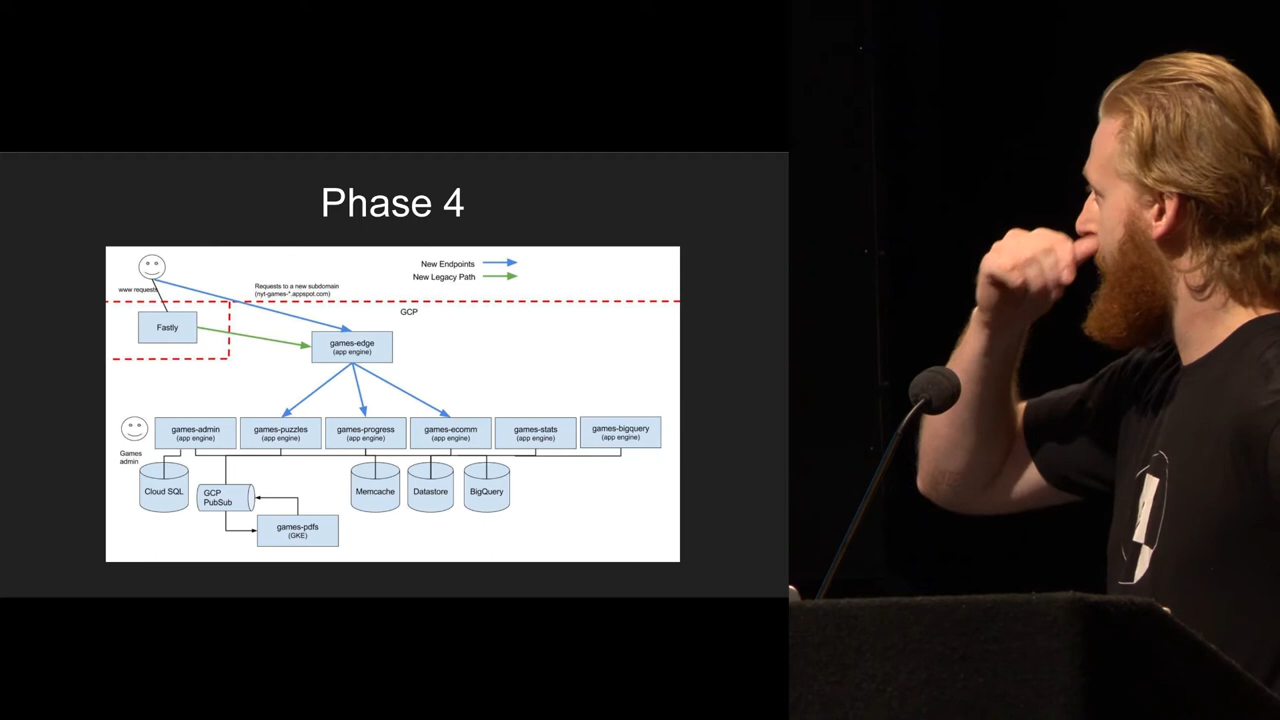 Phase 4
New Endpoints
New Legacy Path
www requests
Requests to a new subdomain
(nyt-games-*.appspot.com)
GCP
Fastly
games-edge
(app engine)
games-admin
(app engine)
games-puzzles
(app engine)
games-progress
(app engine)
games-ecomm
(app engine)
games-stats
(app engine)
games-bigquery
(app engine)
Games
admin
Cloud SQL
GCP
PubSub
Memcache
Datastore
BigQuery
games-pdfs
(GKE)